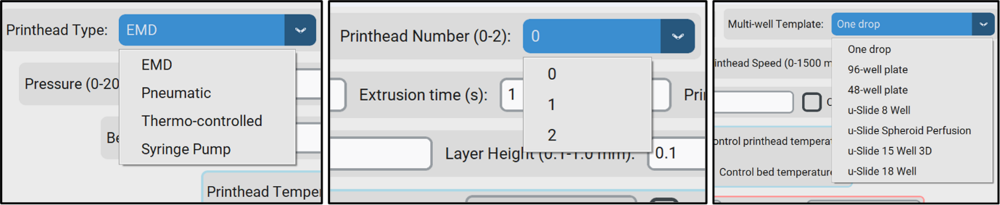 Printhead Type: EMD
EMD
Pressure (0-20
Pneumatic
Thermo-controlled
Be
Syringe Pump
Printhead Temper
Printhead Number (0-2): 0
0
Extrusion time (s): 1
Prin
1
2
Layer Height (0.1-1.0 mm): 0.1
Multi-well Template: One drop
One drop
inthead Speed (0-1500 m
96-well plate
48-well plate
u-Slide 8 Well
u-Slide Spheroid Perfusion
ontrol printhead temperat
u-Slide 15 Well 3D
Control bed temperature
u-Slide 18 Well